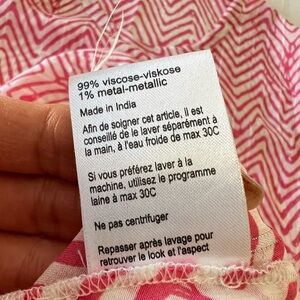 99% viscose-viskose
1% metal-metallic
Made in India
Afin de soigner cet article, il est
conseillé de le laver séparément à
la main, à l'eau froide de max 30C
Si vous préférez laver à la
machine, utilisez le programme
laine à max 30C
Ne pas centrifuger
Repasser après lavage pour
retrouver le look et l'aspect